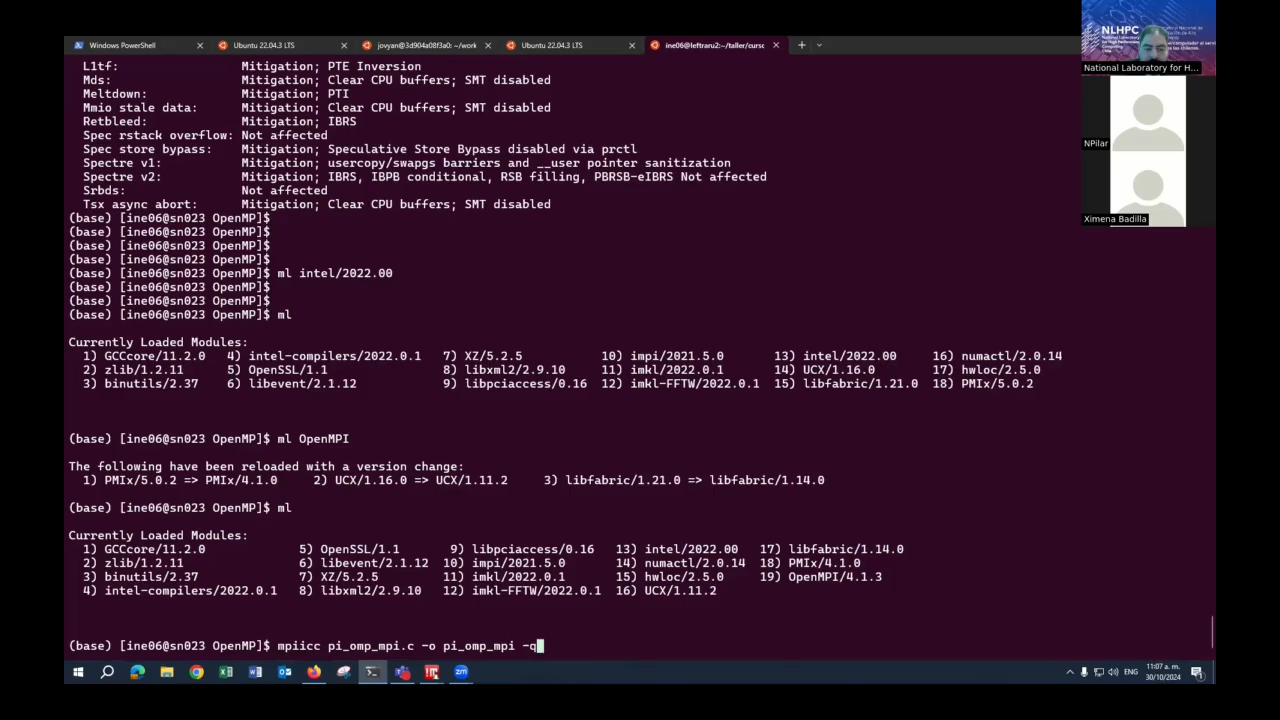 Windows PowerShell
Ubuntu 22.04.3 LTS
jovyan@3d904a08f3a0: ~/work
Ubuntu 22.04.3 LTS
ine06@leftraru2:~/taller/curso
L1tf: Mitigation; PTE Inversion
Mds: Mitigation; Clear CPU buffers; SMT disabled
Meltdown: Mitigation; PTI
Mmio stale data: Mitigation; Clear CPU buffers; SMT disabled
Retbleed: Mitigation; IBRS
Spec rstack overflow: Not affected
Spec store bypass: Mitigation; Speculative Store Bypass disabled via prctl
Spectre v1: Mitigation; usercopy/swapgs barriers and __user pointer sanitization
Spectre v2: Mitigation; IBRS, IBPB conditional, RSB filling, PBRSB-eIBRS Not affected
Srbds: Not affected
Tsx async abort: Mitigation; Clear CPU buffers; SMT disabled
(base) [ine06@sn023 OpenMP]$
(base) [ine06@sn023 OpenMP]$
(base) [ine06@sn023 OpenMP]$
(base) [ine06@sn023 OpenMP]$
(base) [ine06@sn023 OpenMP]$ ml intel/2022.00
(base) [ine06@sn023 OpenMP]$
(base) [ine06@sn023 OpenMP]$
(base) [ine06@sn023 OpenMP]$ ml
Currently Loaded Modules:
1) GCCcore/11.2.0 4) intel-compilers/2022.0.1 7) XZ/5.2.5 10) impi/2021.5.0 13) intel/2022.00 16) numactl/2.0.14
2) zlib/1.2.11 5) OpenSSL/1.1 8) libxml2/2.9.10 11) imkl/2022.0.1 14) UCX/1.16.0 17) hwloc/2.5.0
3) binutils/2.37 6) libevent/2.1.12 9) libpciaccess/0.16 12) imkl-FFTW/2022.0.1 15) libfabric/1.21.0 18) PMIx/5.0.2
(base) [ine06@sn023 OpenMP]$ ml OpenMPI
The following have been reloaded with a version change:
1) PMIx/5.0.2 => PMIx/4.1.0 2) UCX/1.16.0 => UCX/1.11.2 3) libfabric/1.21.0 => libfabric/1.14.0
(base) [ine06@sn023 OpenMP]$ ml
Currently Loaded Modules:
1) GCCcore/11.2.0 5) OpenSSL/1.1 9) libpciaccess/0.16 13) intel/2022.00 17) libfabric/1.14.0
2) zlib/1.2.11 6) libevent/2.1.12 10) impi/2021.5.0 14) numactl/2.0.14 18) PMIx/4.1.0
3) binutils/2.37 7) XZ/5.2.5 11) imkl/2022.0.1 15) hwloc/2.5.0 19) OpenMPI/4.1.3
4) intel-compilers/2022.0.1 8) libxml2/2.9.10 12) imkl-FFTW/2022.0.1 16) UCX/1.11.2
(base) [ine06@sn023 OpenMP]$ mpiicc pi_omp_mpi.c -o pi_omp_mpi -q
ENG
11:07 a. m.
30/10/2024
NLHPC
National Laboratory for H...
NPilar
Ximena Badilla